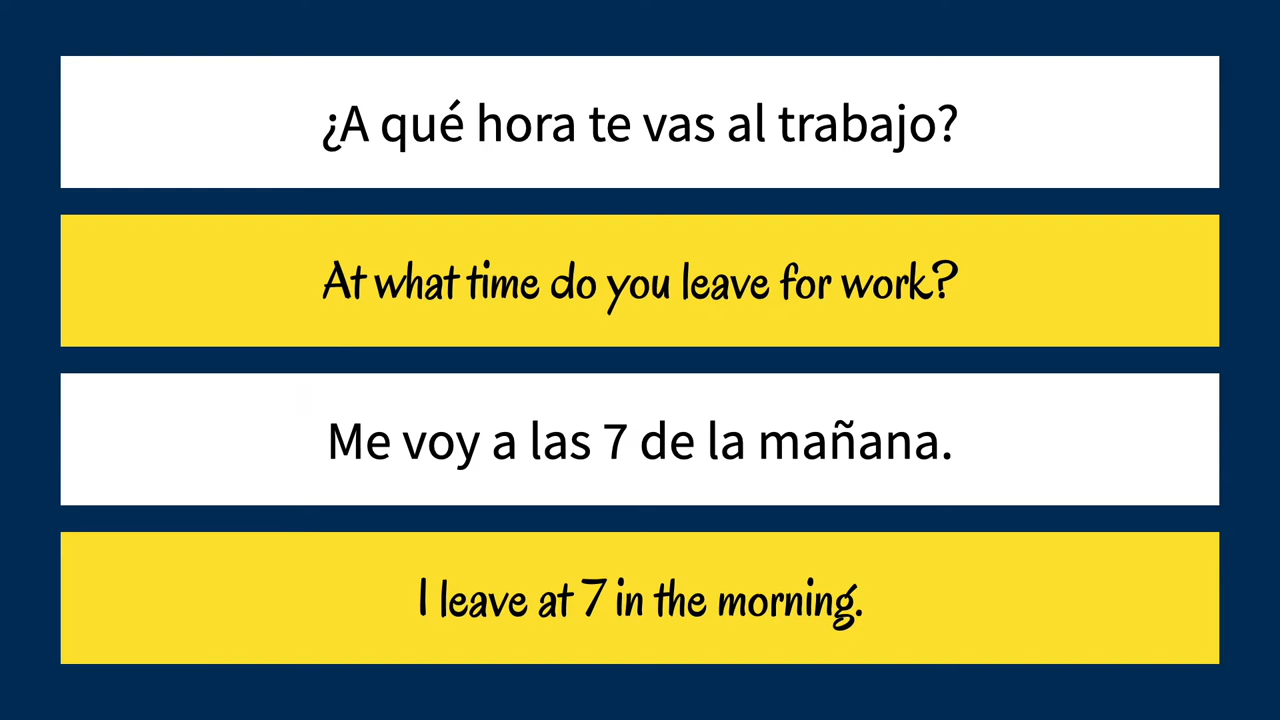 ¿A qué hora te vas al trabajo?
At what time do you leave for work?
Me voy a las 7 de la mañana.
I leave at 7 in the morning.